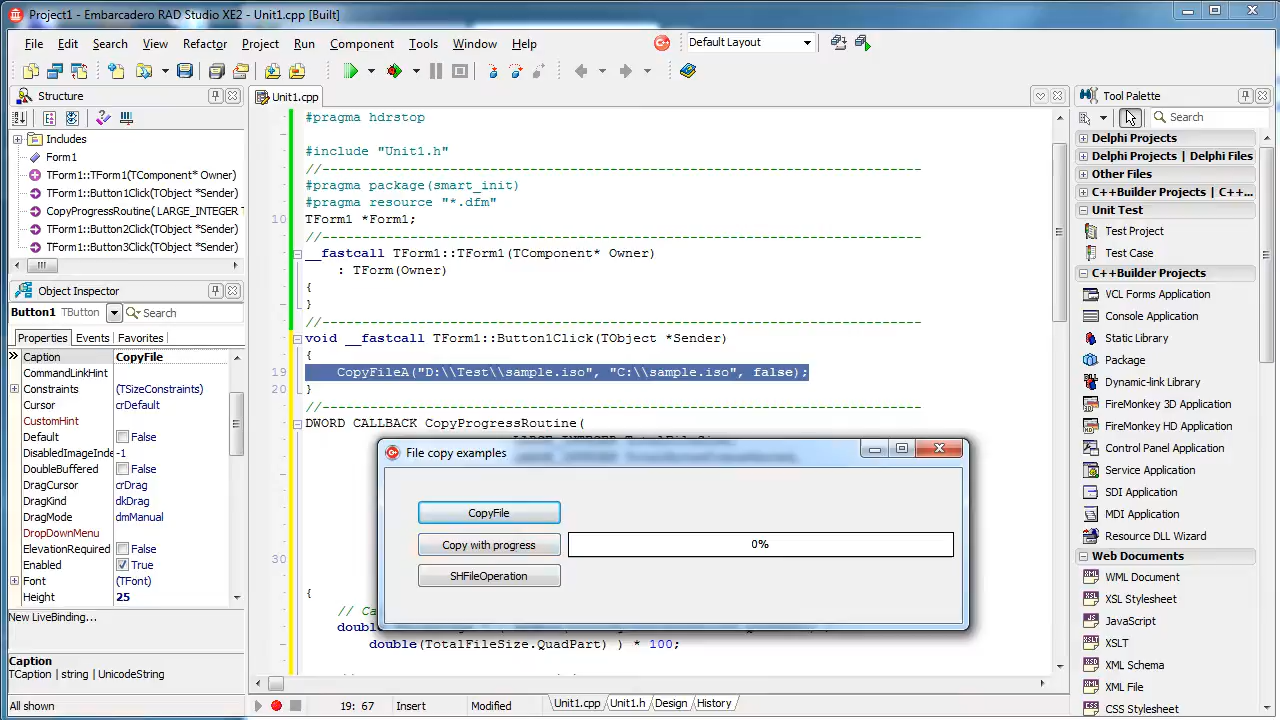 Project1 - Embarcadero RAD Studio XE2 - Unit1.cpp [Built]
File Edit Search View Refactor Project Run Component Tools Window Help
Default Layout
Structure
Includes
Form1
TForm1::TForm1(TComponent* Owner)
TForm1::Button1Click(TObject *Sender)
CopyProgressRoutine( LARGE_INTEGER T
TForm1::Button2Click(TObject *Sender)
TForm1::Button3Click(TObject *Sender)
Object Inspector
Button1 TButton
Search
Properties Events Favorites
Caption CopyFile
CommandLinkHint
Constraints (TSizeConstraints)
Cursor crDefault
CustomHint
Default False
DisabledImageInde -1
DoubleBuffered False
DragCursor crDrag
DragKind dkDrag
DragMode dmManual
DropDownMenu
ElevationRequired False
Enabled True
Font (TFont)
Height 25
New LiveBinding...
Caption
TCaption | string | UnicodeString
All shown
Unit1.cpp
#pragma hdrstop
#include "Unit1.h"
//---------------------------------------------------------------------------
#pragma package(smart_init)
#pragma resource "*.dfm"
10 TForm1 *Form1;
//---------------------------------------------------------------------------
__fastcall TForm1::TForm1(TComponent* Owner)
: TForm(Owner)
{
}
//---------------------------------------------------------------------------
void __fastcall TForm1::Button1Click(TObject *Sender)
{
19 CopyFileA("D:\\Test\\sample.iso", "C:\\sample.iso", false);
20 }
//---------------------------------------------------------------------------
DWORD CALLBACK CopyProgressRoutine(
File copy examples
CopyFile
Copy with progress
0%
SHFileOperation
30
{
// Ca
double
double(TotalFileSize.QuadPart) ) * 100;
19: 67 Insert Modified
Unit1.cpp Unit1.h Design History
Tool Palette
Search
Delphi Projects
Delphi Projects | Delphi Files
Other Files
C++Builder Projects | C++...
Unit Test
Test Project
Test Case
C++Builder Projects
VCL Forms Application
Console Application
Static Library
Package
Dynamic-link Library
FireMonkey 3D Application
FireMonkey HD Application
Control Panel Application
Service Application
SDI Application
MDI Application
Resource DLL Wizard
Web Documents
WML Document
XSL Stylesheet
JavaScript
XSLT
XML Schema
XML File
CSS Stylesheet